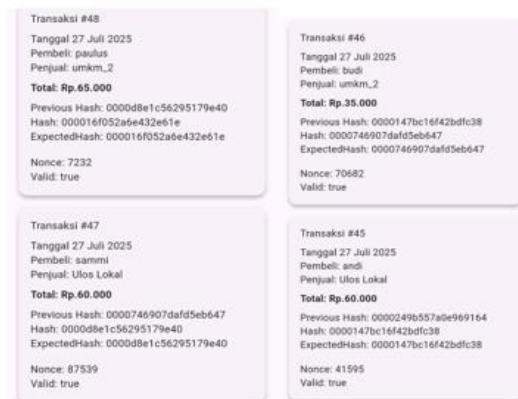 Transaksi #48
Tanggal 27 Juli 2025
Pembeli: paulus
Penjual: umkm_2
Total: Rp.65.000
Previous Hash: 0000d8e1c56295179e40
Hash: 000016f052a6e432e61e
ExpectedHash: 000016f052a6e432e61e
Nonce: 7232
Valid: true
Transaksi #47
Tanggal 27 Juli 2025
Pembeli: sammi
Penjual: Ulos Lokal
Total: Rp.60.000
Previous Hash: 0000746907dafd5eb647
Hash: 0000d8e1c56295179e40
ExpectedHash: 0000d8e1c56295179e40
Nonce: 87539
Valid: true
Transaksi #46
Tanggal 27 Juli 2025
Pembeli: budi
Penjual: umkm_2
Total: Rp.35.000
Previous Hash: 0000147bc16f42bdfc38
Hash: 0000746907dafd5eb647
ExpectedHash: 0000746907dafd5eb647
Nonce: 70682
Valid: true
Transaksi #45
Tanggal 27 Juli 2025
Pembeli: andi
Penjual: Ulos Lokal
Total: Rp.60.000
Previous Hash: 0000249b557a0e969164
Hash: 0000147bc16f42bdfc38
ExpectedHash: 0000147bc16f42bdfc38
Nonce: 41595
Valid: true